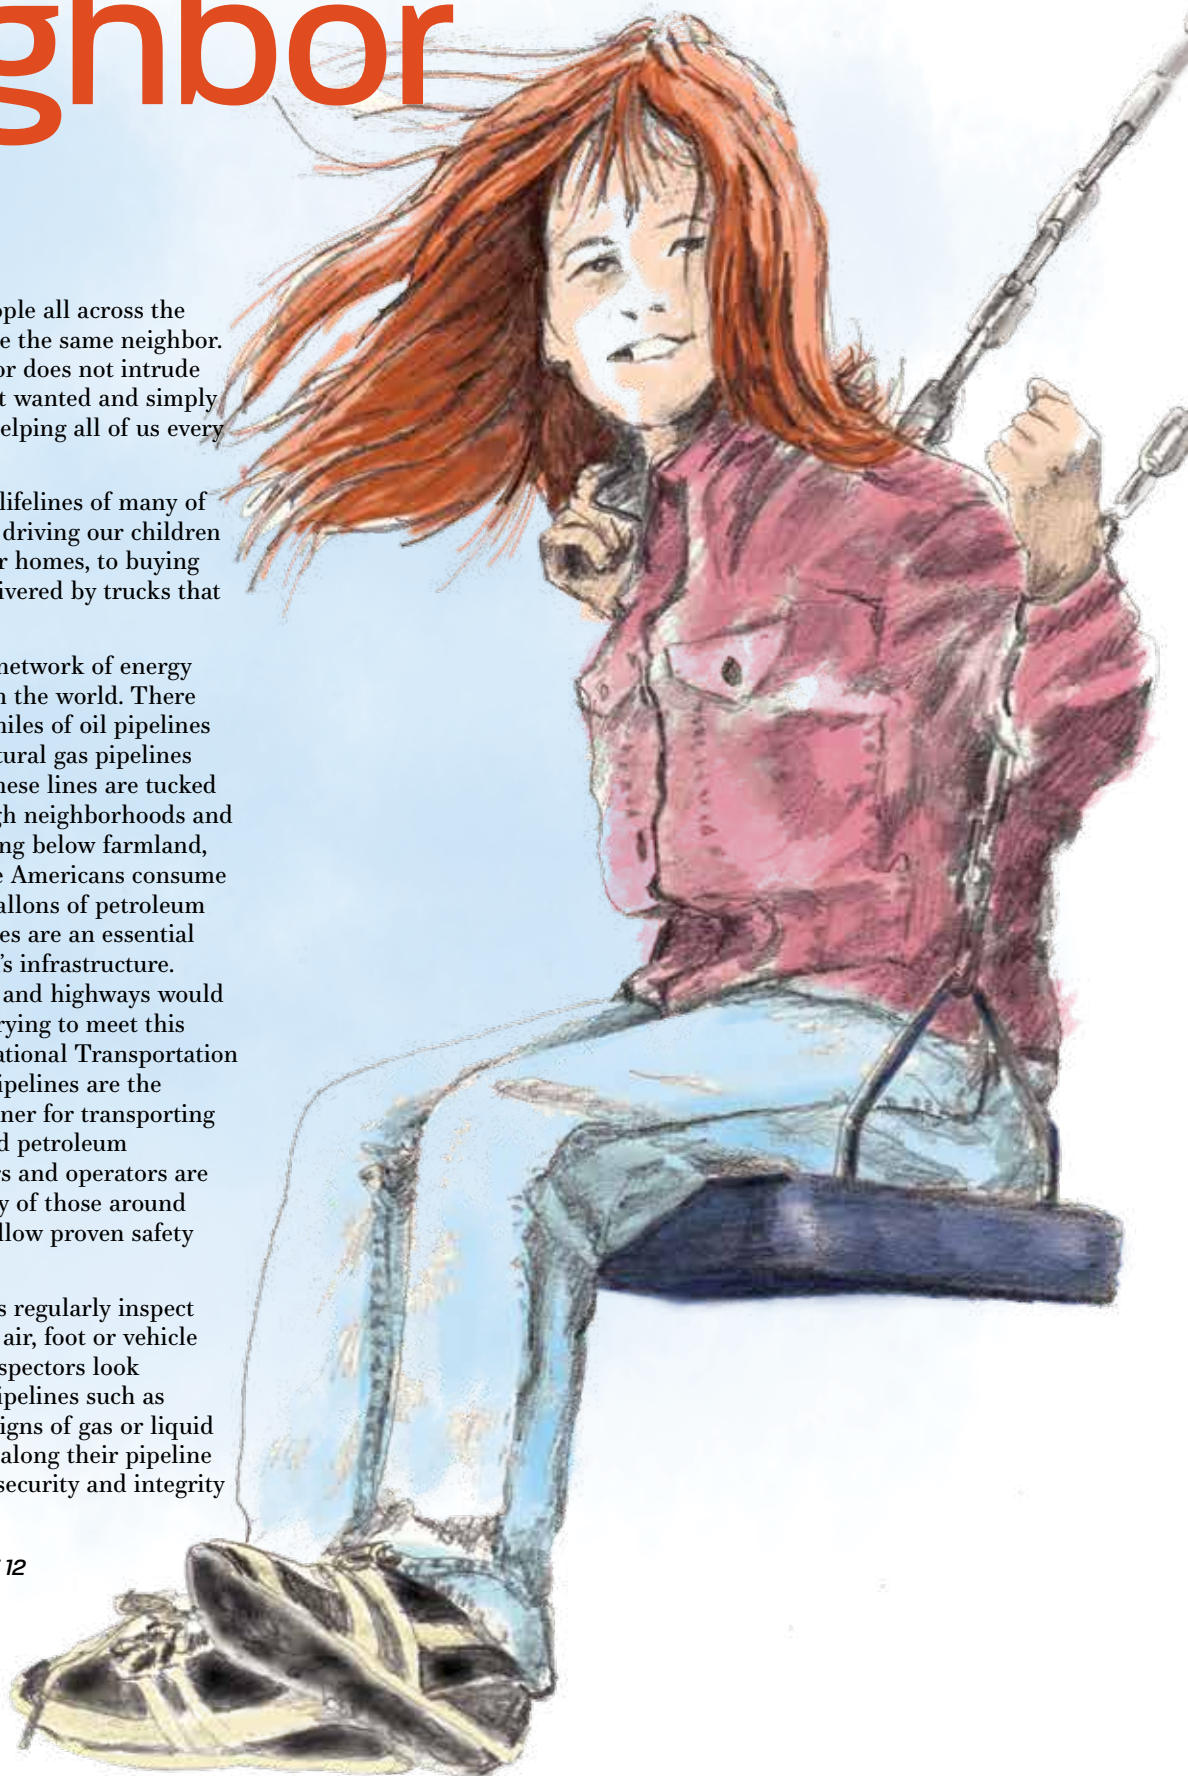 ghbor
ple all across the
e the same neighbor.
or does not intrude
t wanted and simply
elping all of us every
lifelines of many of
driving our children
r homes, to buying
ivered by trucks that
network of energy
n the world. There
niles of oil pipelines
tural gas pipelines
hese lines are tucked
gh neighborhoods and
ng below farmland,
e Americans consume
allons of petroleum
es are an essential
's infrastructure.
and highways would
rying to meet this
ational Transportation
ipelines are the
ner for transporting
d petroleum
s and operators are
y of those around
llow proven safety
s regularly inspect
air, foot or vehicle
spectors look
ipelines such as
igns of gas or liquid
along their pipeline
security and integrity
12